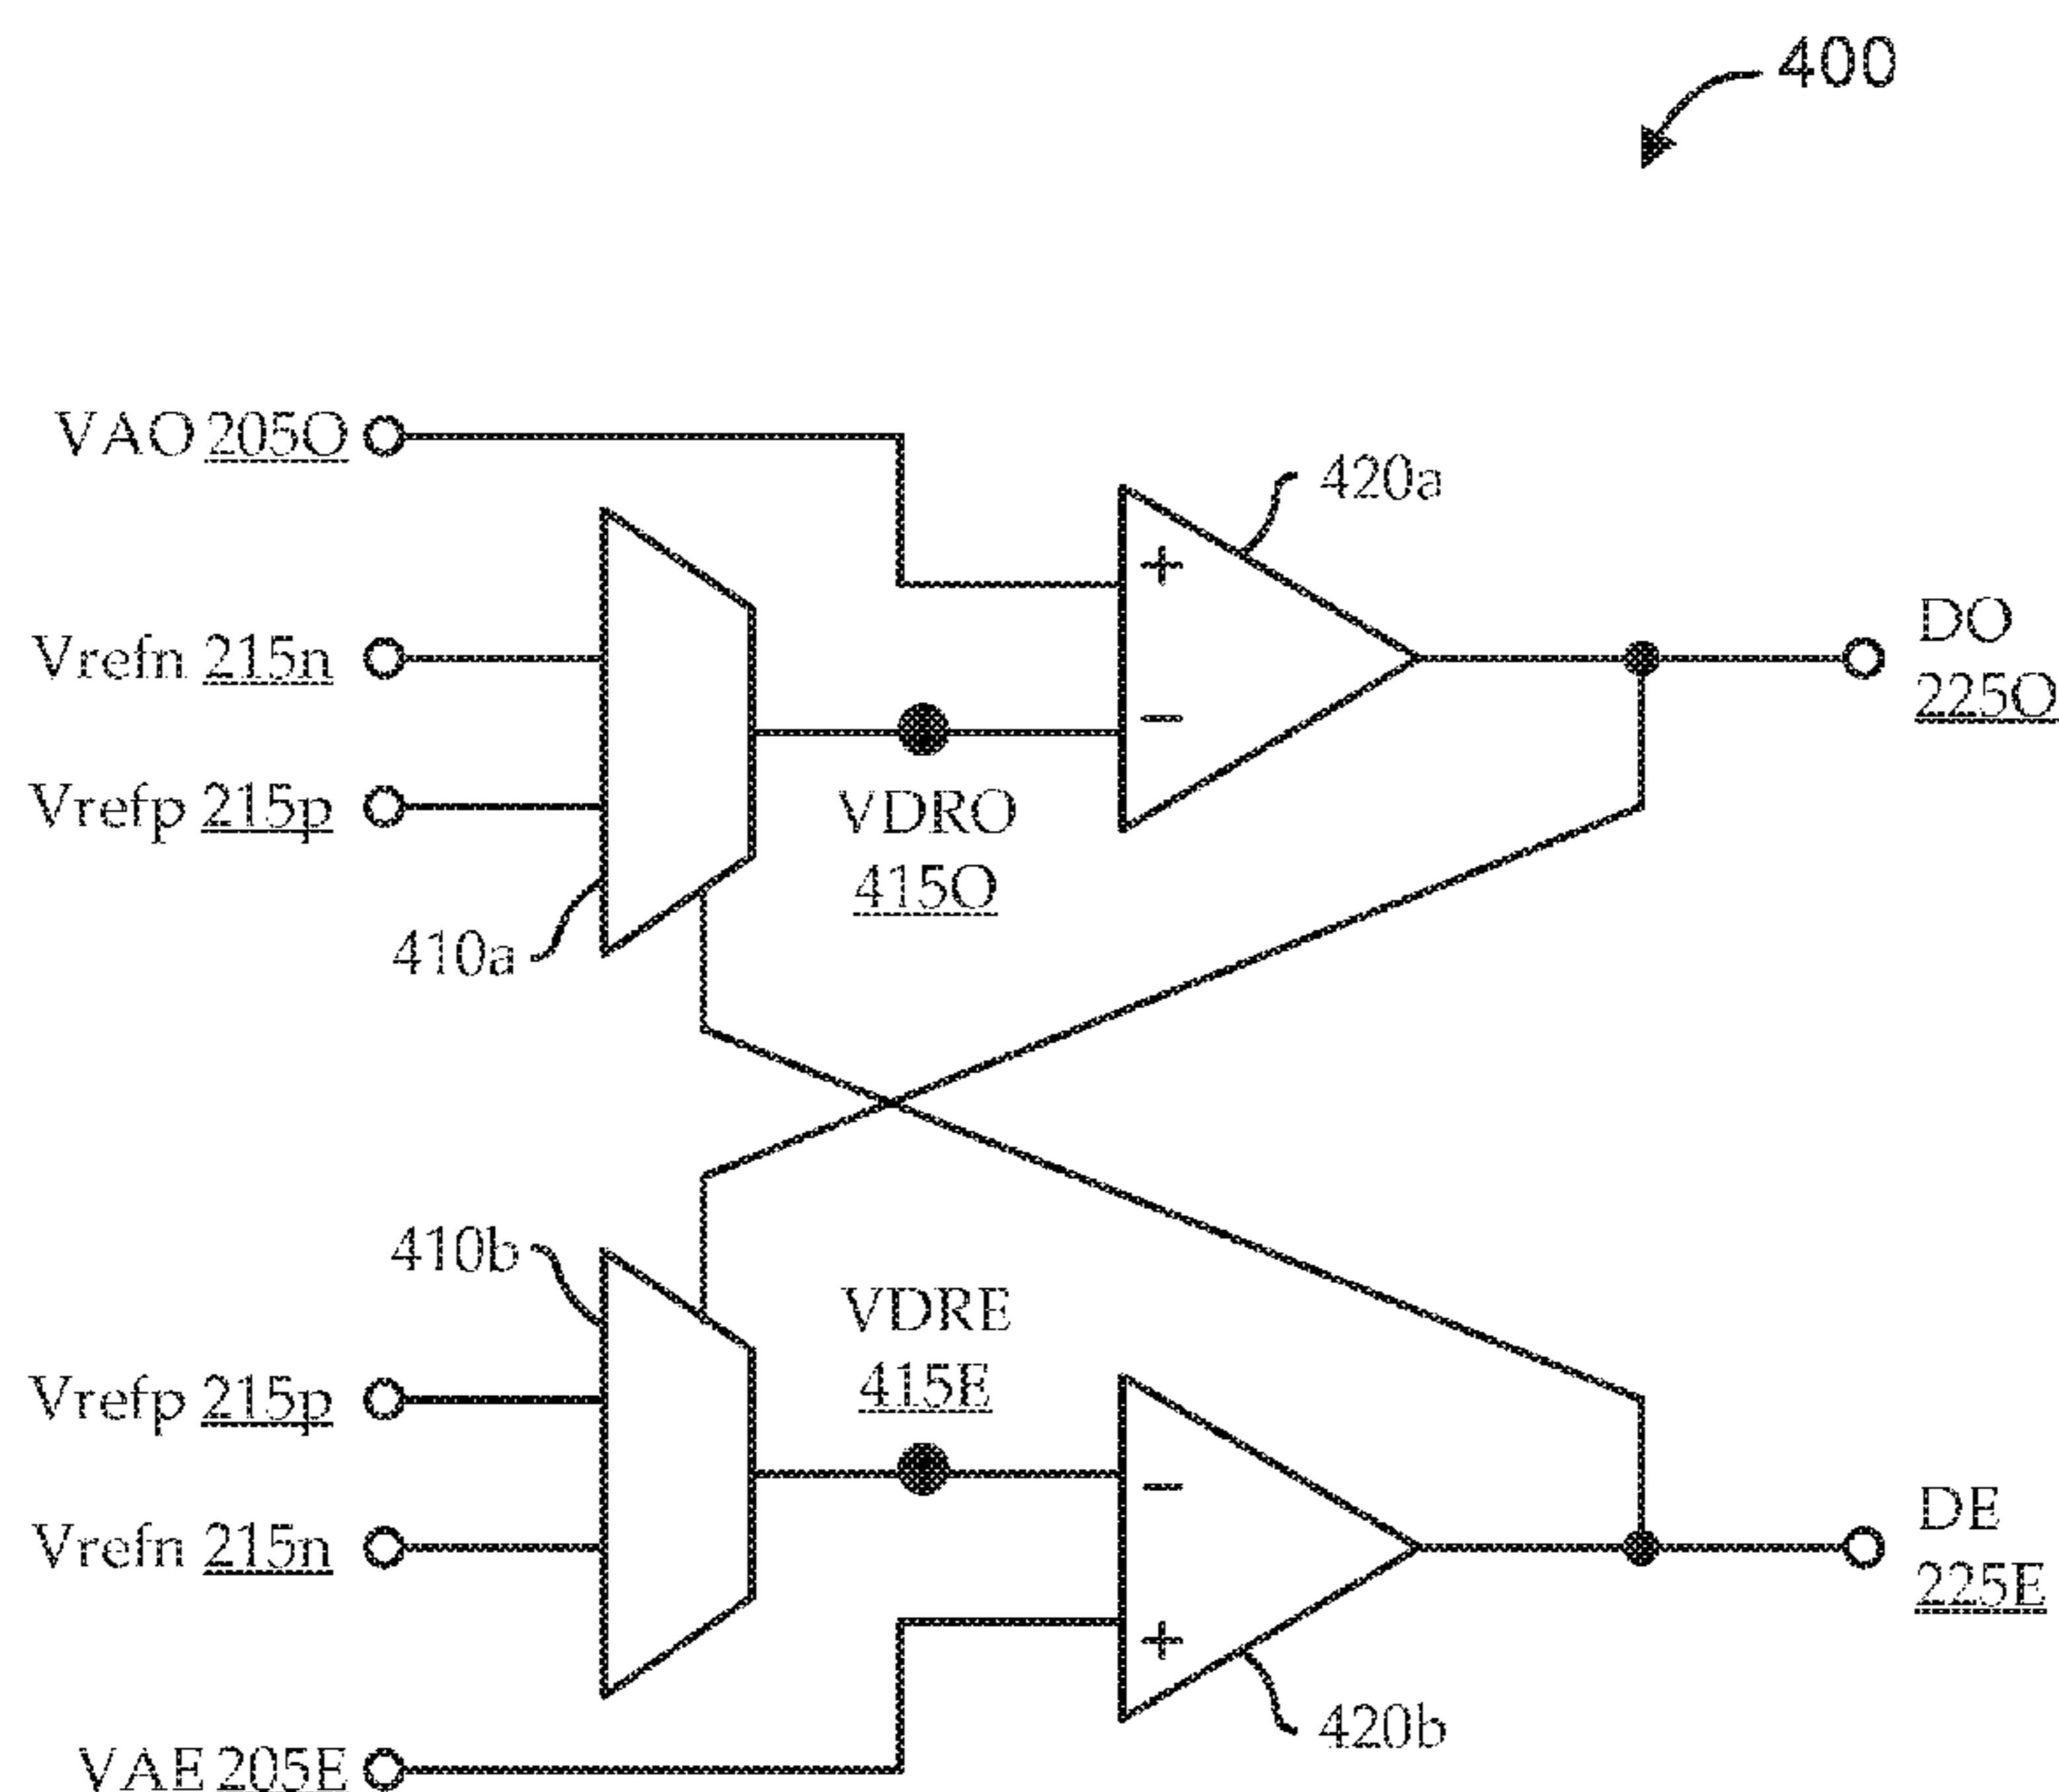 400
VAO 205O
420a
+
Vrefn 215n
DO
225O
−
Vrefp 215p
VDRO
415O
410a
410b
VDRE
415E
Vrefp 215p
−
Vrefn 215n
DE
225E
+
420b
VAE 205E